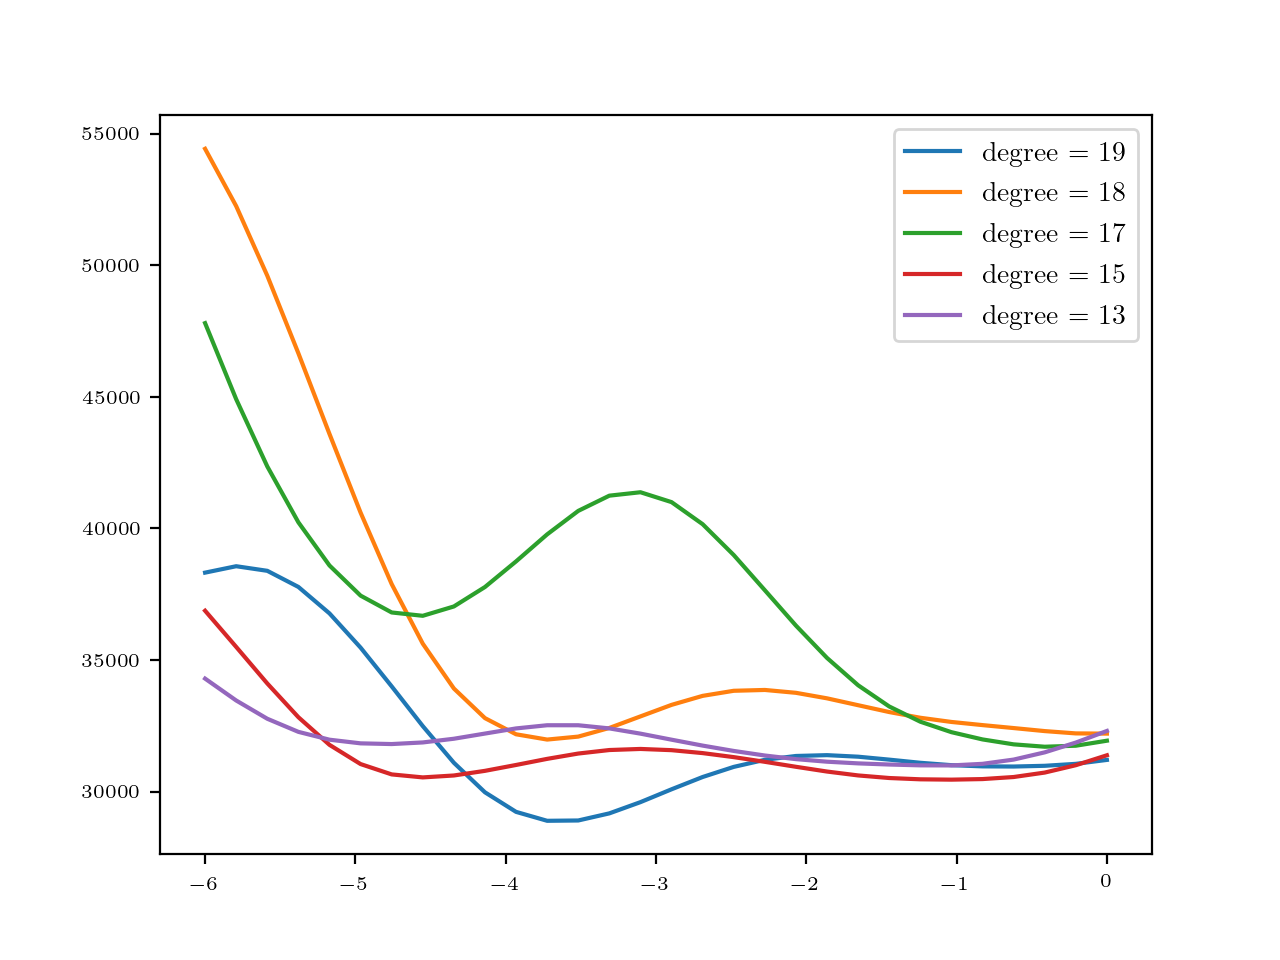 55000
50000
45000
40000
35000
30000
−6
−5
−4
−3
−2
−1
0
degree = 19
degree = 18
degree = 17
degree = 15
degree = 13